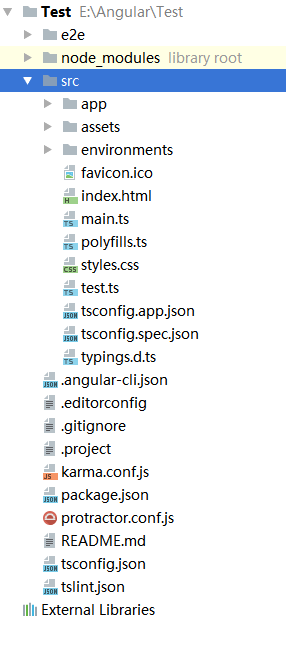 Test E:\Angular\Test
e2e
node_modules library root
src
app
assets
environments
favicon.ico
index.html
main.ts
polyfills.ts
styles.css
test.ts
tsconfig.app.json
tsconfig.spec.json
typings.d.ts
.angular-cli.json
.editorconfig
.gitignore
.project
karma.conf.js
package.json
protractor.conf.js
README.md
tsconfig.json
tslint.json
External Libraries